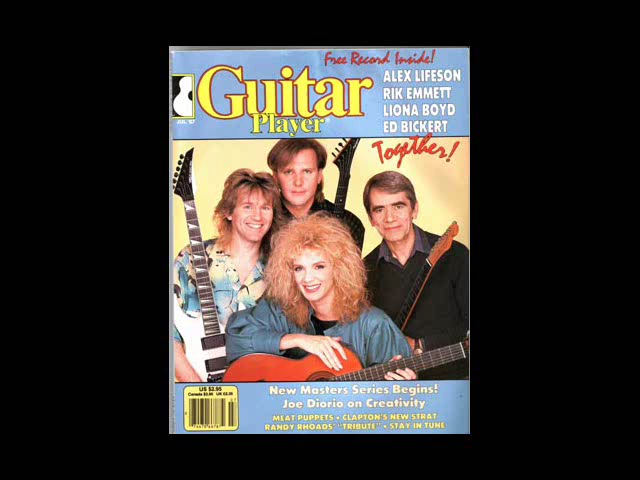 Free Record Inside!
Guitar
Player
ALEX LIFESON
RIK EMMETT
LIONA BOYD
ED BICKERT
Together!
US $2.95
New Masters Series Begins!
Joe Diorio on Creativity
MEAT PUPPETS • CLAPTON'S NEW STRAT
RANDY RHOADS' "TRIBUTE" • STAY IN TUNE